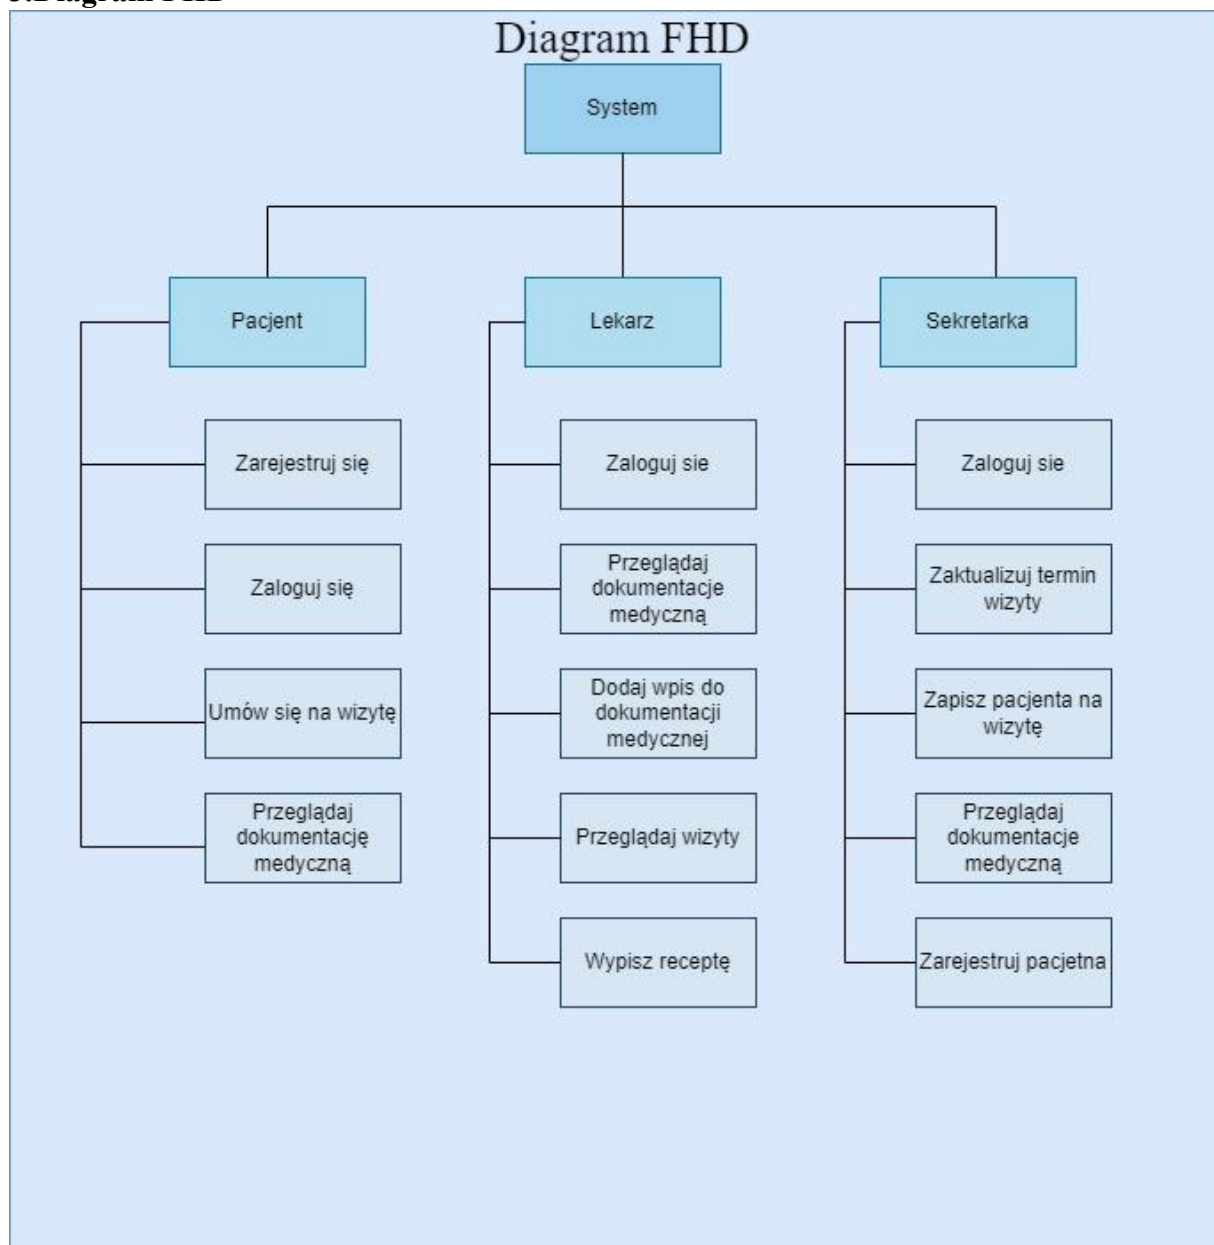 Diagram FHD
System
Pacjent
Lekarz
Sekretarka
Zarejestruj się
Zaloguj się
Umów się na wizytę
Przeglądaj
dokumentację
medyczną
Zaloguj sie
Przeglądaj
dokumentacje
medyczną
Dodaj wpis do
dokumentacji
medycznej
Przeglądaj wizyty
Wypisz receptę
Zaloguj sie
Zaktualizuj termin
wizyty
Zapisz pacjenta na
wizytę
Przeglądaj
dokumentacje
medyczną
Zarejestruj pacjetna